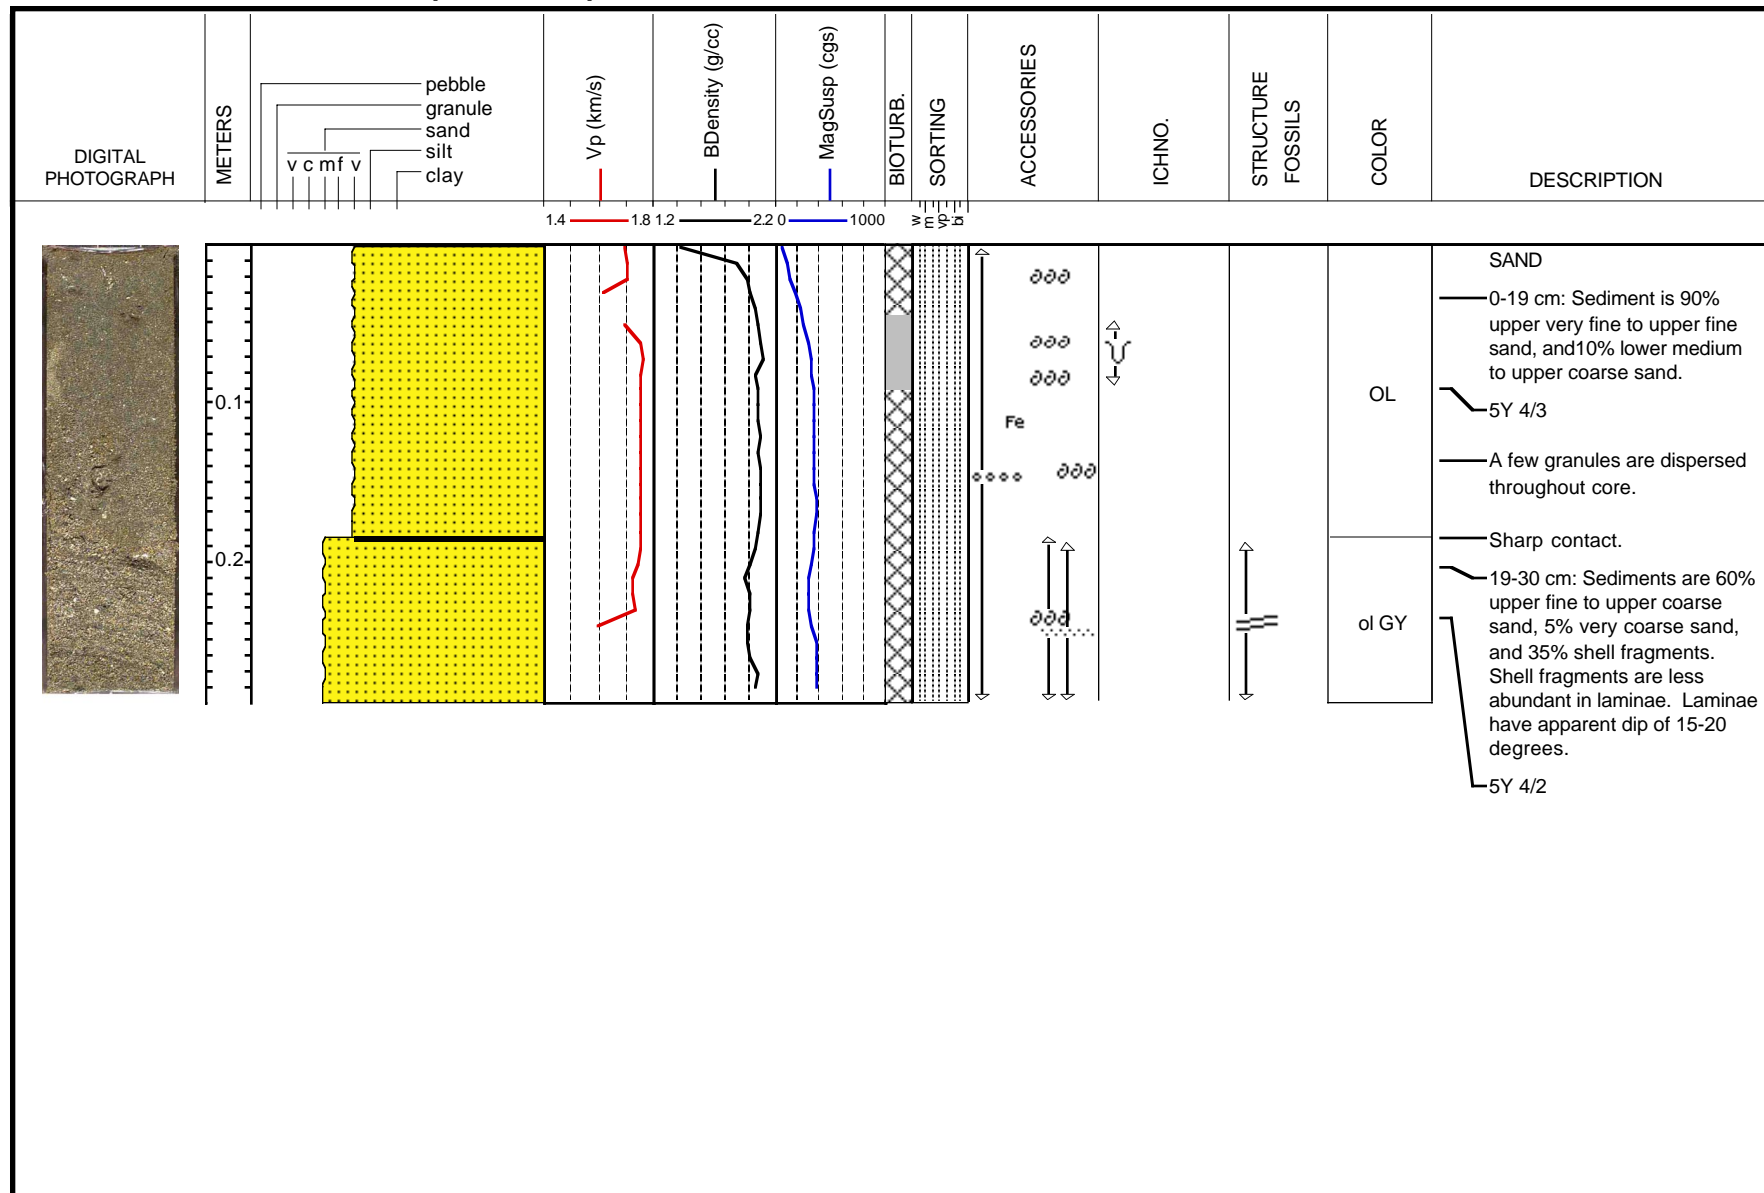 DIGITAL
PHOTOGRAPH
METERS
pebble
granule
sand
silt
clay
v c m f v
Vp (km/s)
BDensity (g/cc)
MagSusp (cgs)
BIOTURB.
SORTING
ACCESSORIES
ICHNO.
STRUCTURE
FOSSILS
COLOR
DESCRIPTION
1.4 1.8 1.2 2.2 0 1000
w
m
vp
bi
0.1
0.2
Fe
OL
ol GY
SAND
0-19 cm: Sediment is 90%
upper very fine to upper fine
sand, and10% lower medium
to upper coarse sand.
5Y 4/3
A few granules are dispersed
throughout core.
Sharp contact.
19-30 cm: Sediments are 60%
upper fine to upper coarse
sand, 5% very coarse sand,
and 35% shell fragments.
Shell fragments are less
abundant in laminae. Laminae
have apparent dip of 15-20
degrees.
5Y 4/2